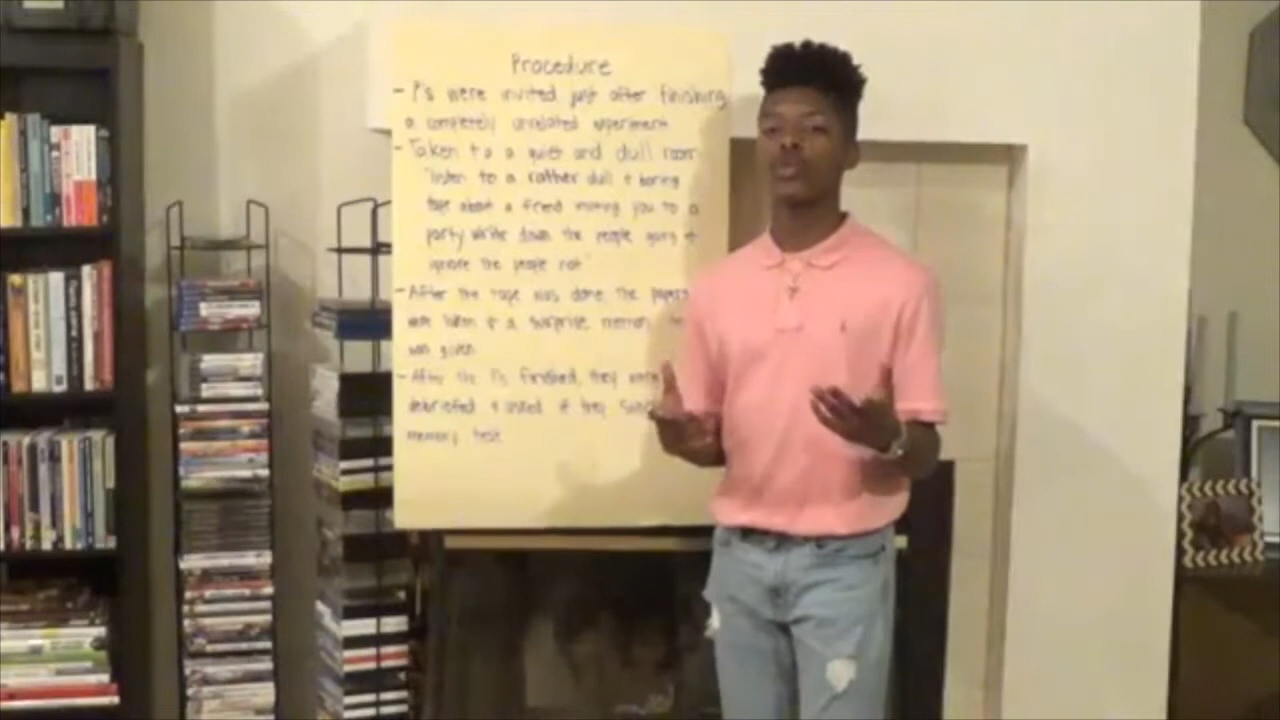 Procedure
- P's were invited just after finishing
a completely unrelated experiment
- Taken to a quiet and dull room
"listen to a rather dull + boring
tape about a friend inviting you to a
party write down the people going +
ignore the people not"
- After the tape was done the papers
were taken + a surprise memory
was given
- After the P's finished, they were
debriefed + asked if they
memory test